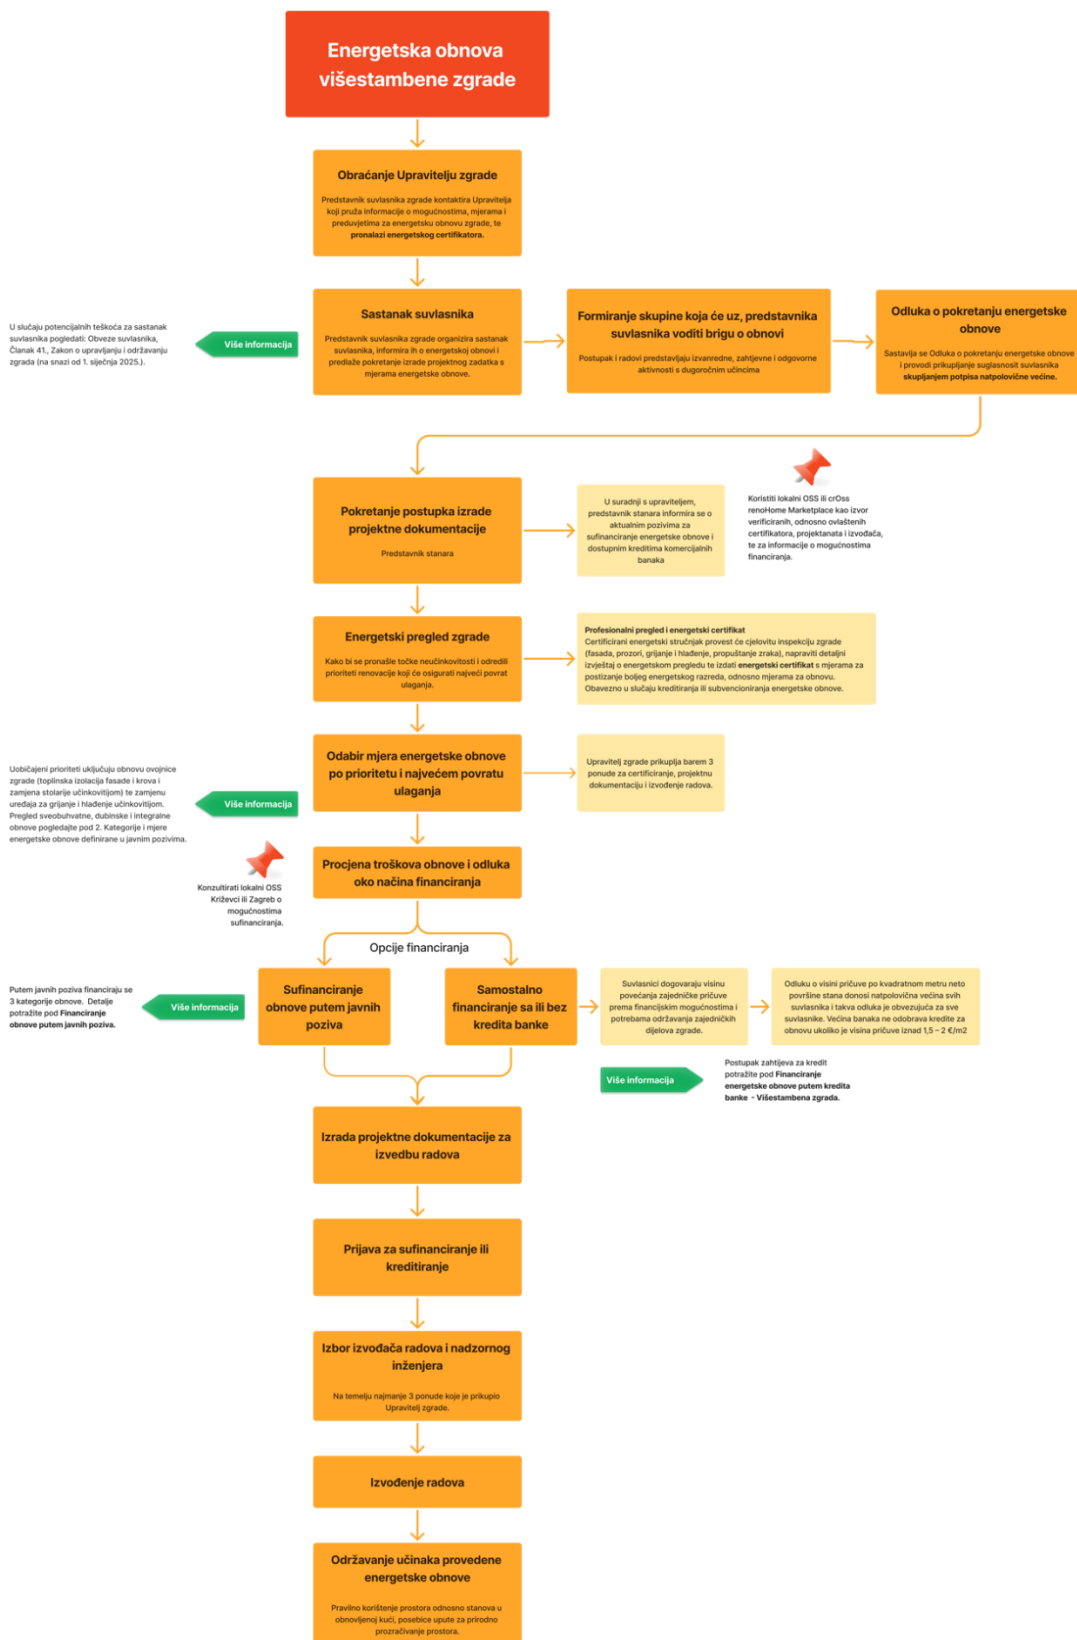 Energetska obnova
višestambene zgrade
Obraćanje Upravitelju zgrade
Predstavnik suvlasnika zgrade kontaktira Upravitelja
koji pruža informacije o mogućnostima, mjerama i
preduvjetima za energetsku obnovu zgrade, te
pronalazi energetskog certifikatora.
U slučaju potencijalnih teškoća za sastanak
suvlasnika pogledati: Obveze suvlasnika,
Članak 41., Zakon o upravljanju i održavanju
zgrada (na snazi od 1. siječnja 2025.).
Više informacija
Sastanak suvlasnika
Predstavnik suvlasnika zgrade organizira sastanak
suvlasnika, informira ih o energetskoj obnovi i
predlaže pokretanje izrade projektnog zadatka s
mjerama energetske obnove.
Formiranje skupine koja će uz, predstavnika
suvlasnika voditi brigu o obnovi
Postupak i radovi predstavljaju izvanredne, zahtjevne i odgovorne
aktivnosti s dugoročnim učincima
Odluka o pokretanju energetske
obnove
Sastavlja se Odluka o pokretanju energetske obnove
i provodi prikupljanje suglasnosit suvlasnika
skupljanjem potpisa natpolovične većine.
Pokretanje postupka izrade
projektne dokumentacije
Predstavnik stanara
U suradnji s upraviteljem,
predstavnik stanara informira se o
aktualnim pozivima za
sufinanciranje energetske obnove i
dostupnim kreditima komercijalnih
banaka
Koristiti lokalni OSS ili crOss
renoHome Marketplace kao izvor
verificiranih, odnosno ovlaštenih
certifikatora, projektanata i izvođača,
te za informacije o mogućnostima
financiranja.
Energetski pregled zgrade
Kako bi se pronašle točke neučinkovitosti i odredili
prioriteti renovacije koji će osigurati najveći povrat
ulaganja.
Profesionalni pregled i energetski certifikat
Certificirani energetski stručnjak provest će cjelovitu inspekciju zgrade
(fasada, prozori, grijanje i hlađenje, propuštanje zraka), napraviti detaljni
izvještaj o energetskom pregledu te izdati energetski certifikat s mjerama za
postizanje boljeg energetskog razreda, odnosno mjerama za obnovu.
Obavezno u slučaju kreditiranja ili subvencioniranja energetske obnove.
Uobičajeni prioriteti uključuju obnovu ovojnice
zgrade (toplinska izolacija fasade i krova i
zamjena stolarije učinkovitijom) te zamjenu
uređaja za grijanje i hlađenje učinkovitijom.
Pregled sveobuhvatne, dubinske i integralne
obnove pogledajte pod 2. Kategorije i mjere
energetske obnove definirane u javnim pozivima.
Više informacija
Odabir mjera energetske obnove
po prioritetu i najvećem povratu
ulaganja
Upravitelj zgrade prikuplja barem 3
ponude za certificiranje, projektnu
dokumentaciju i izvođenje radova.
Konzultirati lokalni OSS
Križevci ili Zagreb o
mogućnostima
sufinanciranja.
Procjena troškova obnove i odluka
oko načina financiranja
Opcije financiranja
Putem javnih poziva financiraju se
3 kategorije obnove. Detalje
potražite pod Financiranje
obnove putem javnih poziva.
Više informacija
Sufinanciranje
obnove putem javnih
poziva
Samostalno
financiranje sa ili bez
kredita banke
Suvlasnici dogovaraju visinu
povećanja zajedničke pričuve
prema financijskim mogućnostima i
potrebama održavanja zajedničkih
dijelova zgrade.
Odluku o visini pričuve po kvadratnom metru neto
površine stana donosi natpolovična većina svih
suvlasnika i takva odluka je obvezujuća za sve
suvlasnike. Većina banaka ne odobrava kredite za
obnovu ukoliko je visina pričuve iznad 1,5 – 2 €/m2
Više informacija
Postupak zahtijeva za kredit
potražite pod Financiranje
energetske obnove putem kredita
banke - Višestambena zgrada.
Izrada projektne dokumentacije za
izvedbu radova
Prijava za sufinanciranje ili
kreditiranje
Izbor izvođača radova i nadzornog
inženjera
Na temelju najmanje 3 ponude koje je prikupio
Upravitelj zgrade.
Izvođenje radova
Održavanje učinaka provedene
energetske obnove
Pravilno korištenje prostora odnosno stanova u
obnovljenoj kući, posebice upute za prirodno
prozračivanje prostora.